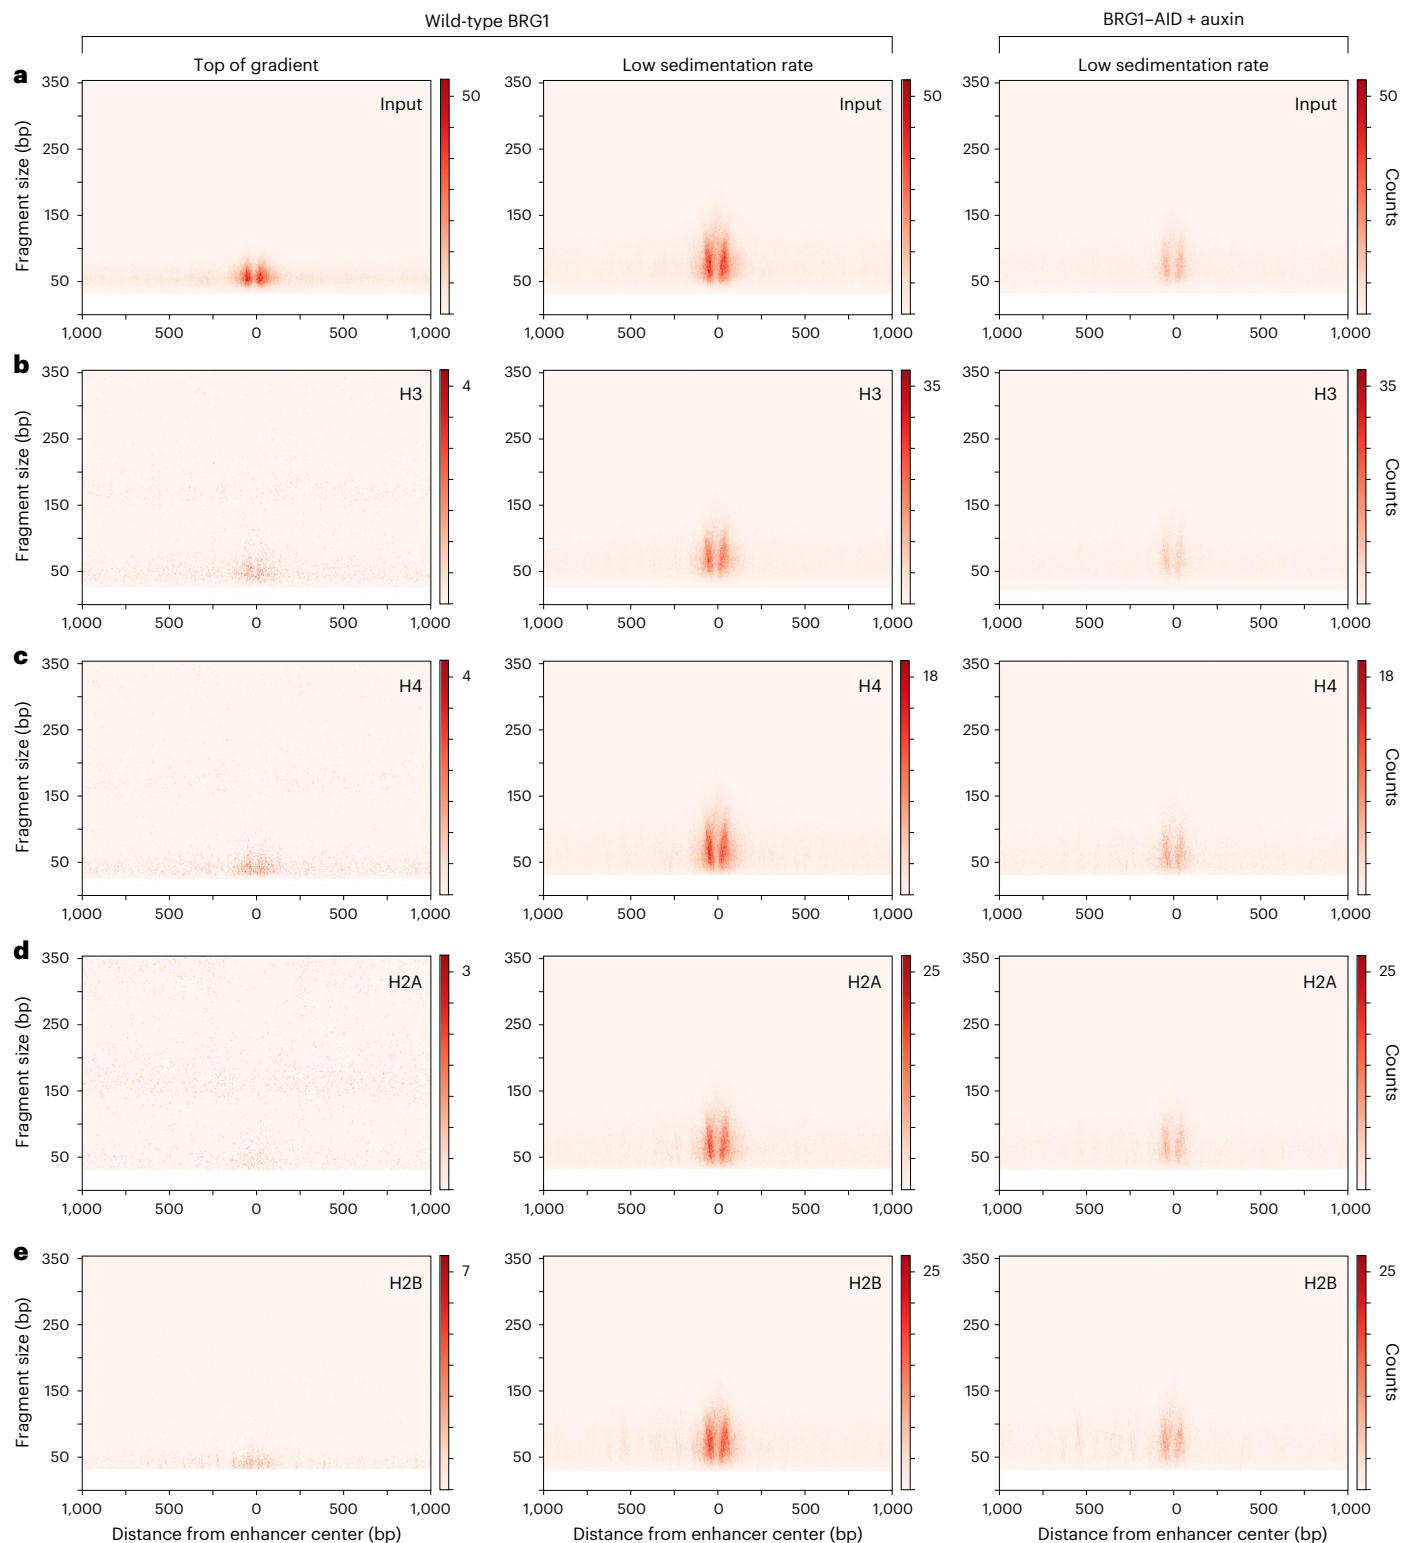 Wild-type BRG1
BRG1–AID + auxin
Top of gradient
Low sedimentation rate
Low sedimentation rate
a
Fragment size (bp)
350
250
150
50
Input
50
1,000 500 0 500 1,000
350
250
150
50
Input
50
1,000 500 0 500 1,000
350
250
150
50
Input
50
Counts
1,000 500 0 500 1,000
b
Fragment size (bp)
350
250
150
50
H3
4
1,000 500 0 500 1,000
350
250
150
50
H3
35
1,000 500 0 500 1,000
350
250
150
50
H3
35
Counts
1,000 500 0 500 1,000
c
Fragment size (bp)
350
250
150
50
H4
4
1,000 500 0 500 1,000
350
250
150
50
H4
18
1,000 500 0 500 1,000
350
250
150
50
H4
18
Counts
1,000 500 0 500 1,000
d
Fragment size (bp)
350
250
150
50
H2A
3
1,000 500 0 500 1,000
350
250
150
50
H2A
25
1,000 500 0 500 1,000
350
250
150
50
H2A
25
Counts
1,000 500 0 500 1,000
e
Fragment size (bp)
350
250
150
50
H2B
7
1,000 500 0 500 1,000
Distance from enhancer center (bp)
350
250
150
50
H2B
25
1,000 500 0 500 1,000
Distance from enhancer center (bp)
350
250
150
50
H2B
25
Counts
1,000 500 0 500 1,000
Distance from enhancer center (bp)